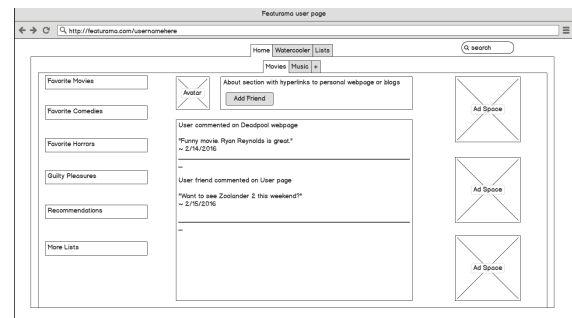 Featurama user page
http://featurama.com/usernamehere
Home Watercooler Lists
search
Movies Music +
Favorite Movies
Favorite Comedies
Favorite Horrors
Guilty Pleasures
Recommendations
More Lists
Avatar
About section with hyperlinks to personal webpage or blogs
Add Friend
User commented on Deadpool webpage
"Funny movie. Ryan Reynolds is great."
~ 2/14/2016
User friend commented on User page
"Want to see Zoolander 2 this weekend?"
~ 2/15/2016
Ad Space
Ad Space
Ad Space